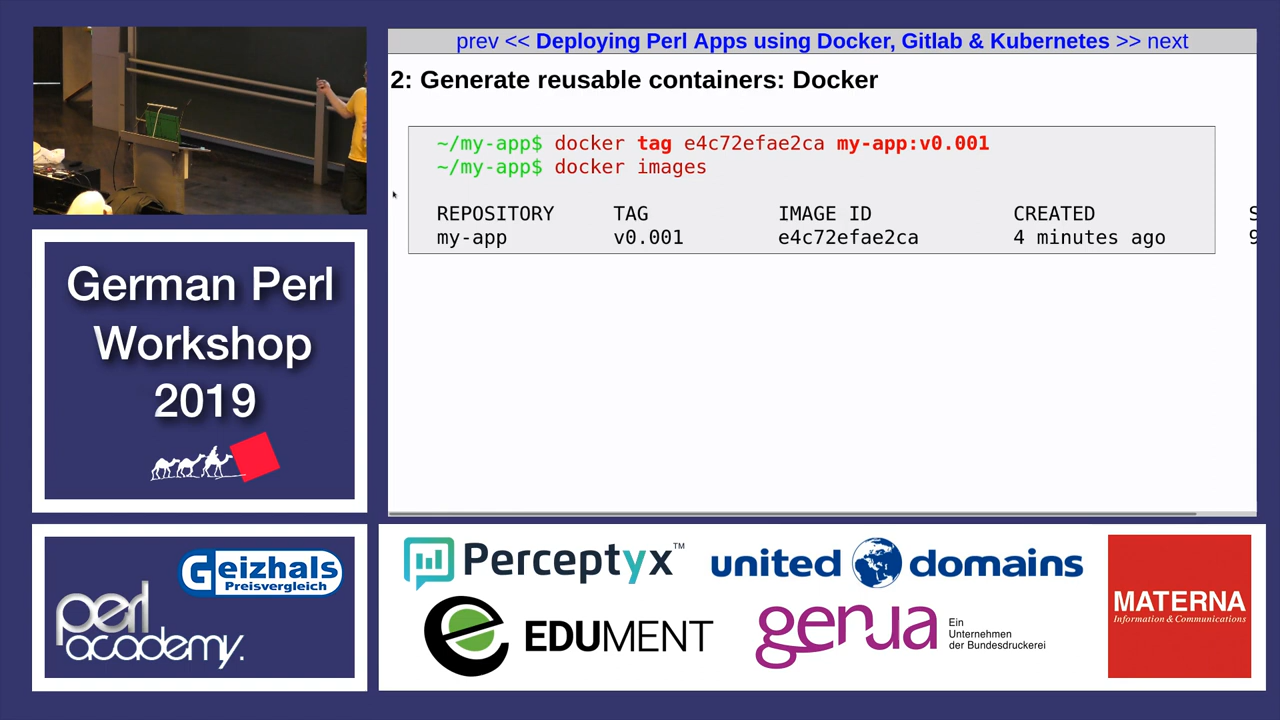 prev << Deploying Perl Apps using Docker, Gitlab & Kubernetes >> next
2: Generate reusable containers: Docker
~/my-app$ docker tag e4c72efae2ca my-app:v0.001
~/my-app$ docker images
REPOSITORY TAG IMAGE ID CREATED S
my-app v0.001 e4c72efae2ca 4 minutes ago 9
German Perl
Workshop
2019
Geizhals
Preisvergleich
perl
academy.
Perceptyx™
united domains
EDUMENT
genua
Ein
Unternehmen
der Bundesdruckerei
MATERNA
Information & Communications